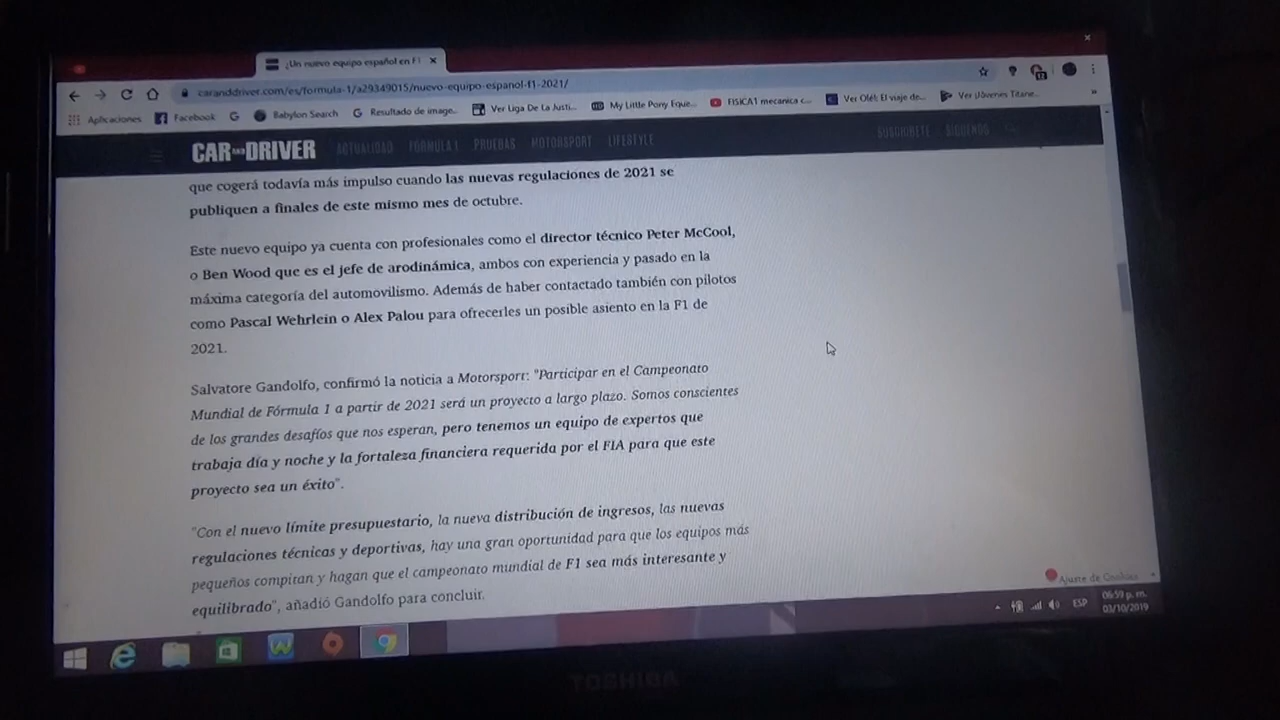 ¿Un nuevo equipo español en F1
caranddriver.com/es/formula-1/a29349015/nuevo-equipo-espanol-f1-2021/
Aplicaciones Facebook Babylon Search Resultado de image... Ver Liga De La Justi... My Little Pony Eque... FISICA1 mecanica c... Ver Olé!: El viaje de... Ver ¡Jóvenes Titane...
CAR AND DRIVER ACTUALIDAD FÓRMULA 1 PRUEBAS MOTORSPORT LIFESTYLE SUSCRÍBETE SÍGUENOS
que cogerá todavía más impulso cuando las nuevas regulaciones de 2021 se
publiquen a finales de este mismo mes de octubre.
Este nuevo equipo ya cuenta con profesionales como el director técnico Peter McCool,
o Ben Wood que es el jefe de arodinámica, ambos con experiencia y pasado en la
máxima categoría del automovilismo. Además de haber contactado también con pilotos
como Pascal Wehrlein o Alex Palou para ofrecerles un posible asiento en la F1 de
2021.
Salvatore Gandolfo, confirmó la noticia a Motorsport: "Participar en el Campeonato
Mundial de Fórmula 1 a partir de 2021 será un proyecto a largo plazo. Somos conscientes
de los grandes desafíos que nos esperan, pero tenemos un equipo de expertos que
trabaja día y noche y la fortaleza financiera requerida por el FIA para que este
proyecto sea un éxito".
"Con el nuevo límite presupuestario, la nueva distribución de ingresos, las nuevas
regulaciones técnicas y deportivas, hay una gran oportunidad para que los equipos más
pequeños compitan y hagan que el campeonato mundial de F1 sea más interesante y
equilibrado", añadió Gandolfo para concluir.
Ajuste de Cookies
ESP 06:59 p. m.
03/10/2019
TOSHIBA